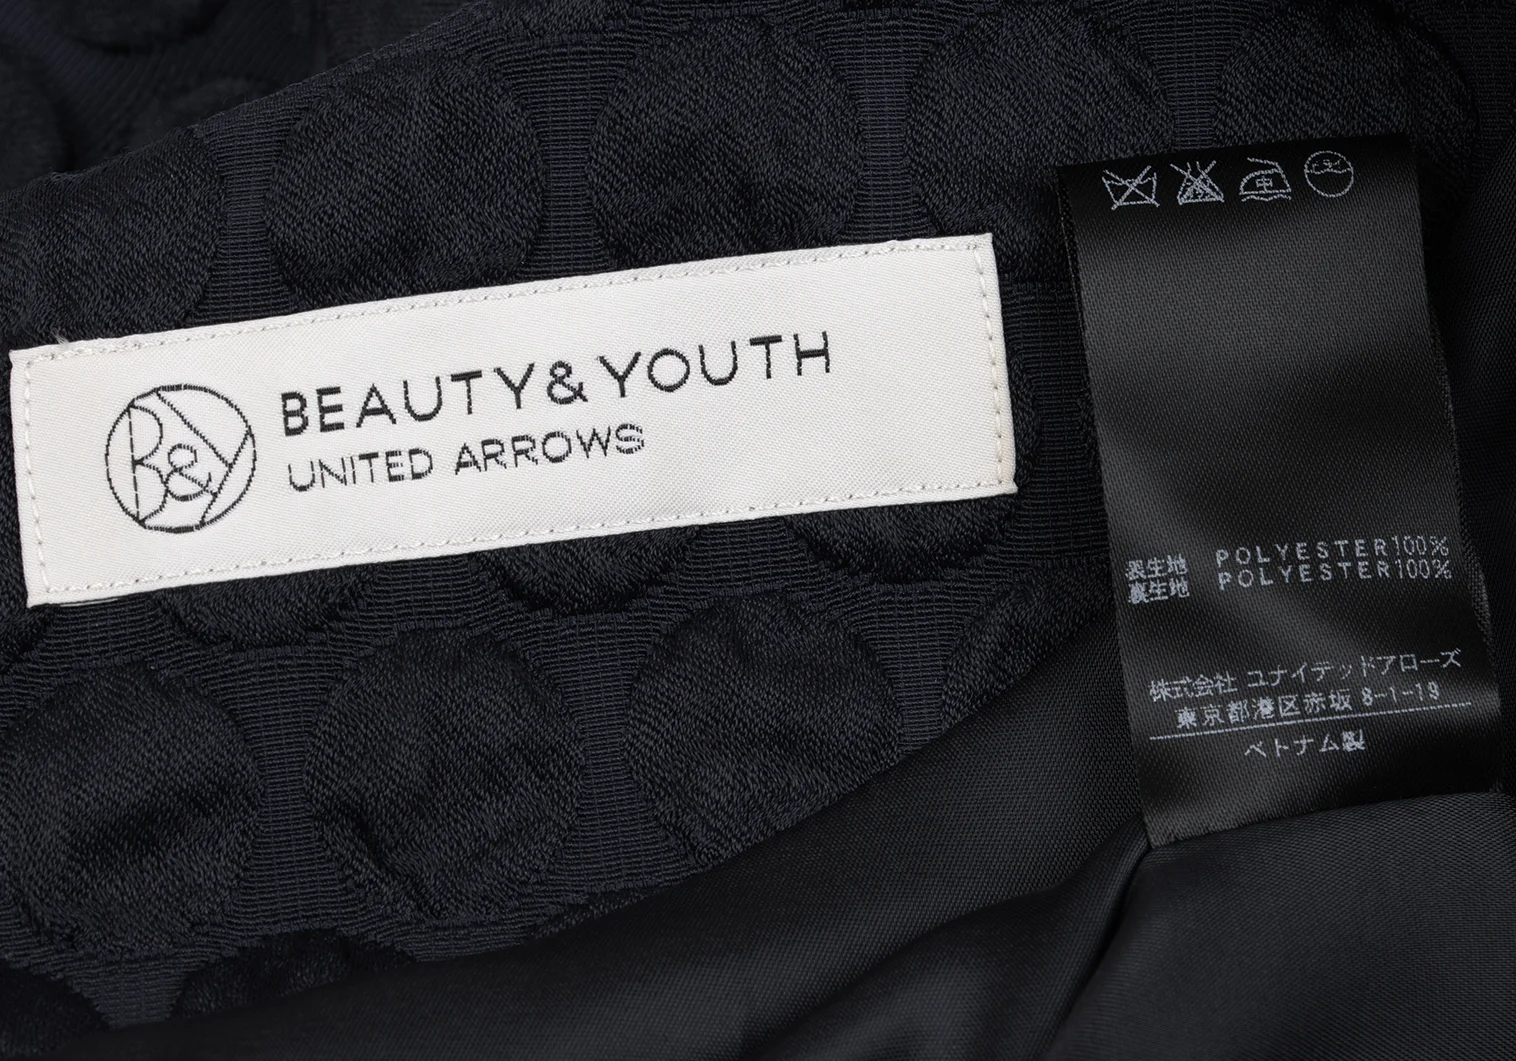 B&Y
BEAUTY&YOUTH
UNITED ARROWS
中
表生地 POLYESTER100%
裏生地 POLYESTER100%
株式会社 ユナイテッドアローズ
東京都港区赤坂 8-1-19
ベトナム製